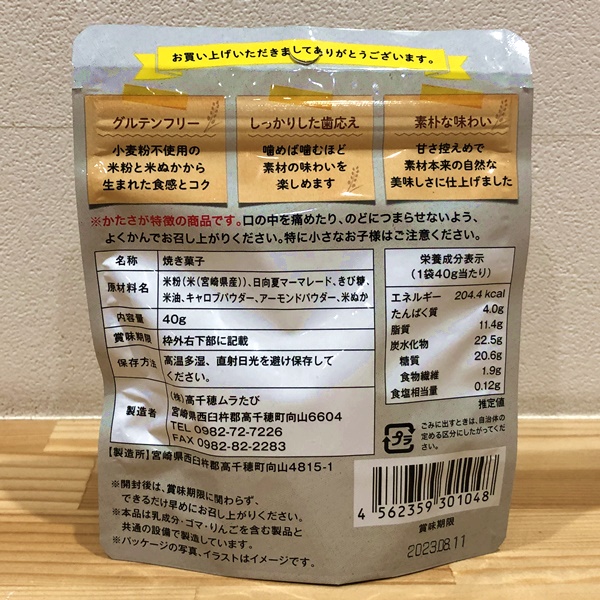 お買い上げいただきましてありがとうございます。
グルテンフリー
小麦粉不使用の
米粉と米ぬかから
生まれた食感とコク
しっかりした歯応え
噛めば噛むほど
素材の味わいを
楽しめます
素朴な味わい
甘さ控えめで
素材本来の自然な
美味しさに仕上げました
※かたさが特徴の商品です。口の中を痛めたり、のどにつまらせないよう、
よくかんでお召し上がりください。特に小さなお子様はご注意ください。
名称 焼き菓子
原材料名 米粉（米（宮崎県産））、日向夏マーマレード、きび糖、
米油、キャロブパウダー、アーモンドパウダー、米ぬか
内容量 40g
賞味期限 枠外右下部に記載
保存方法 高温多湿、直射日光を避け保存して
ください。
製造者 (株)高千穂ムラたび
宮崎県西臼杵郡高千穂町向山6604
TEL 0982-72-7226
FAX 0982-82-2283
【製造所】宮崎県西臼杵郡高千穂町向山4815-1
栄養成分表示
（1袋40g当たり）
エネルギー 204.4 kcal
たんぱく質 4.0g
脂質 11.4g
炭水化物 22.5g
糖質 20.6g
食物繊維 1.9g
食塩相当量 0.12g
推定値
プラ
ごみに出すときは、自治体の
定める区分にしたがってくだ
さい。
※開封後は、賞味期限に関わらず、
できるだけ早めにお召し上がりください。
※本品は乳成分・ゴマ・りんごを含む製品と
共通の設備で製造しています。
※パッケージの写真、イラストはイメージです。
4 562359 301048
賞味期限
2023.08.11